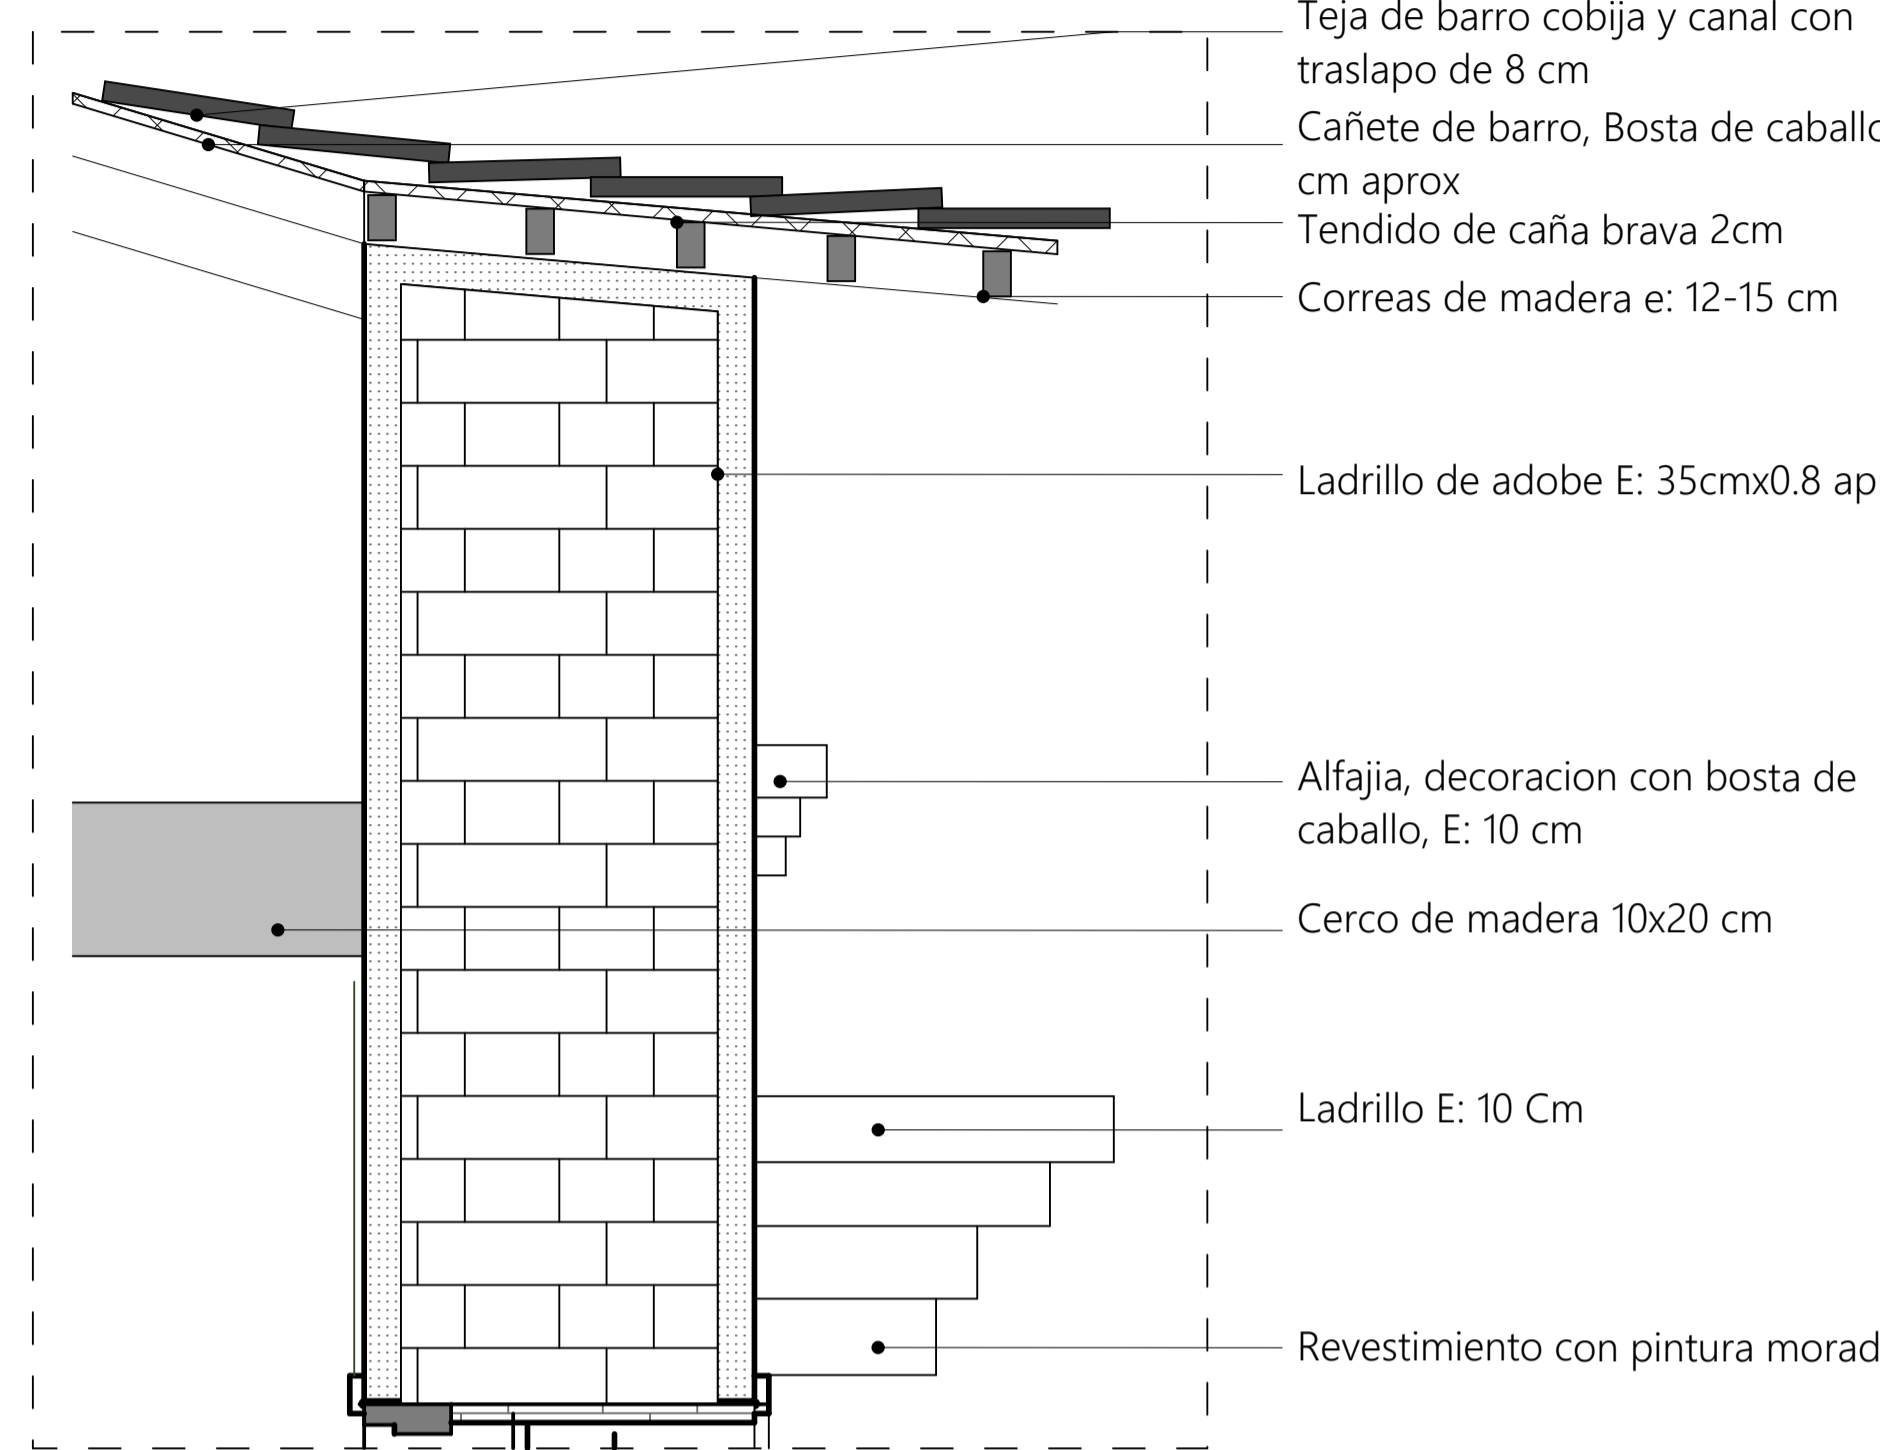 Teja de barro cobija y canal con
traslapo de 8 cm
Cañete de barro, Bosta de caballo
cm aprox
Tendido de caña brava 2cm
Correas de madera e: 12-15 cm
Ladrillo de adobe E: 35cmx0.8 ap
Alfajia, decoracion con bosta de
caballo, E: 10 cm
Cerco de madera 10x20 cm
Ladrillo E: 10 Cm
Revestimiento con pintura morad